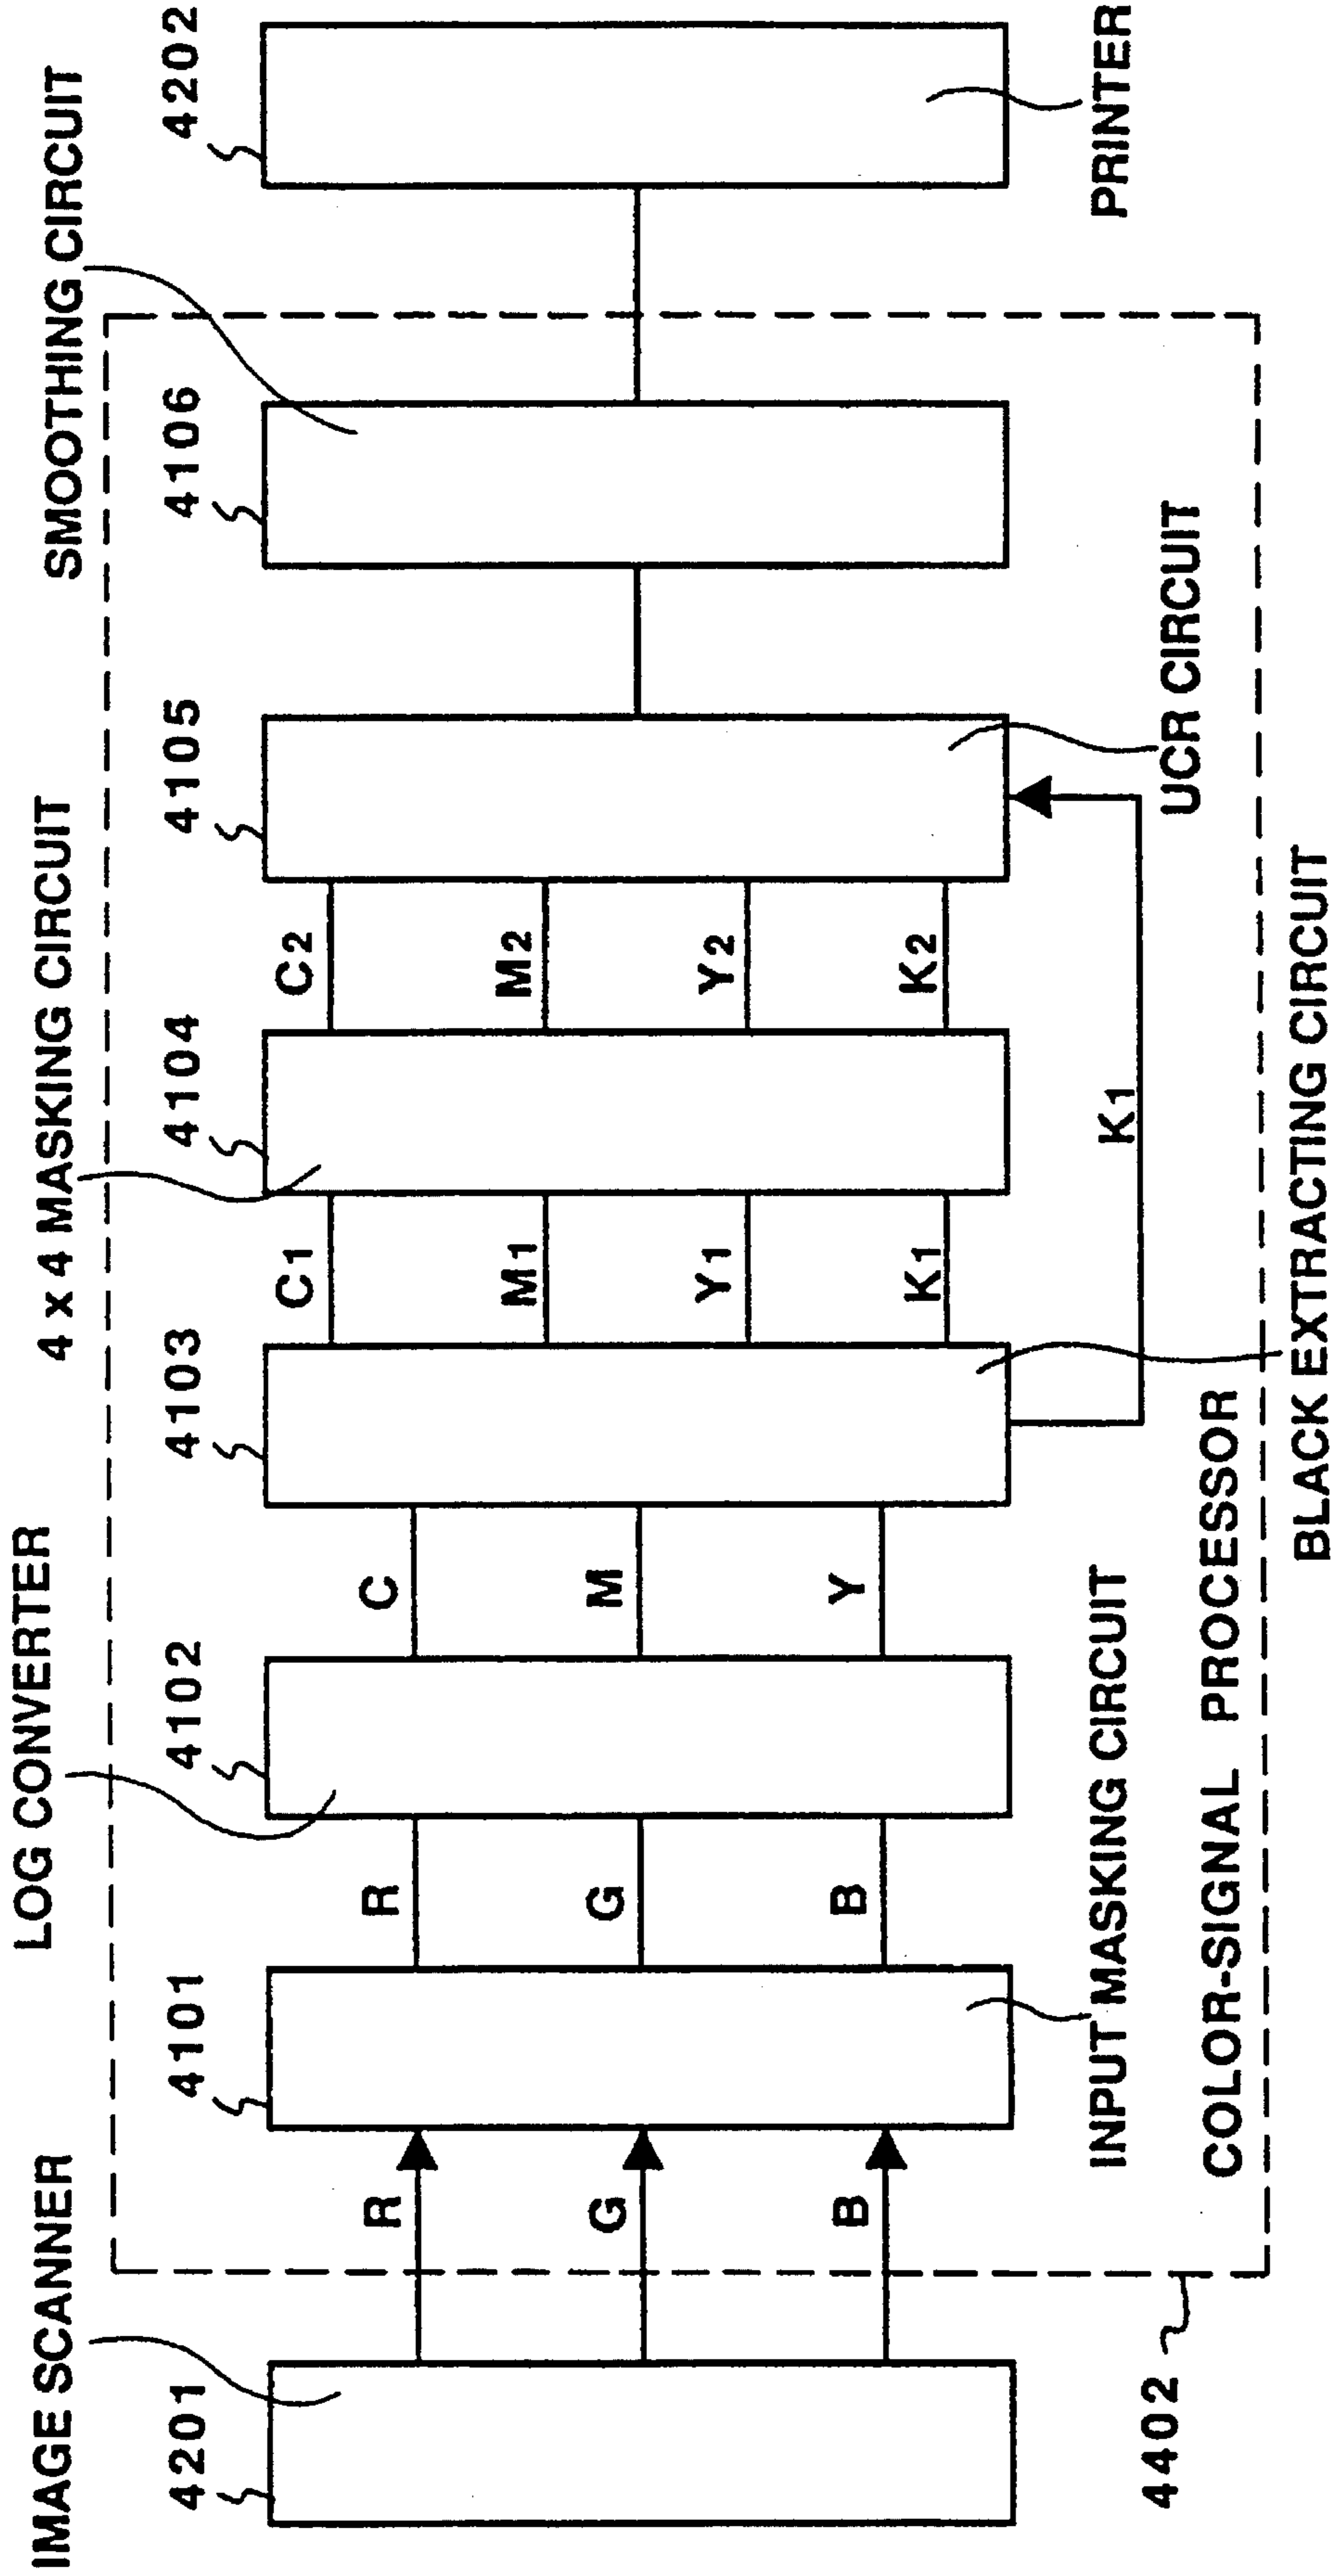 IMAGE SCANNER
LOG CONVERTER
4 x 4 MASKING CIRCUIT
SMOOTHING CIRCUIT
4201
4101
4102
4103
4104
4105
4106
4202
R
G
B
R
G
B
C
M
Y
C1
M1
Y1
K1
C2
M2
Y2
K2
K1
INPUT MASKING CIRCUIT
UCR CIRCUIT
PRINTER
4402
COLOR-SIGNAL PROCESSOR
BLACK EXTRACTING CIRCUIT